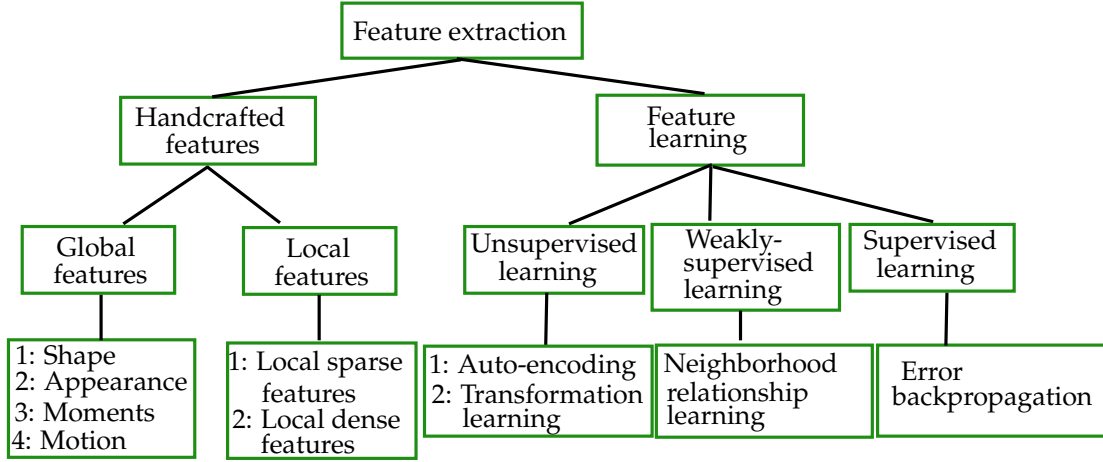 Feature extraction
Handcrafted
features
Feature
learning
Global
features
Local
features
Unsupervised
learning
Weakly-
supervised
learning
Supervised
learning
1: Shape
2: Appearance
3: Moments
4: Motion
1: Local sparse
features
2: Local dense
features
1: Auto-encoding
2: Transformation
learning
Neighborhood
relationship
learning
Error
backpropagation